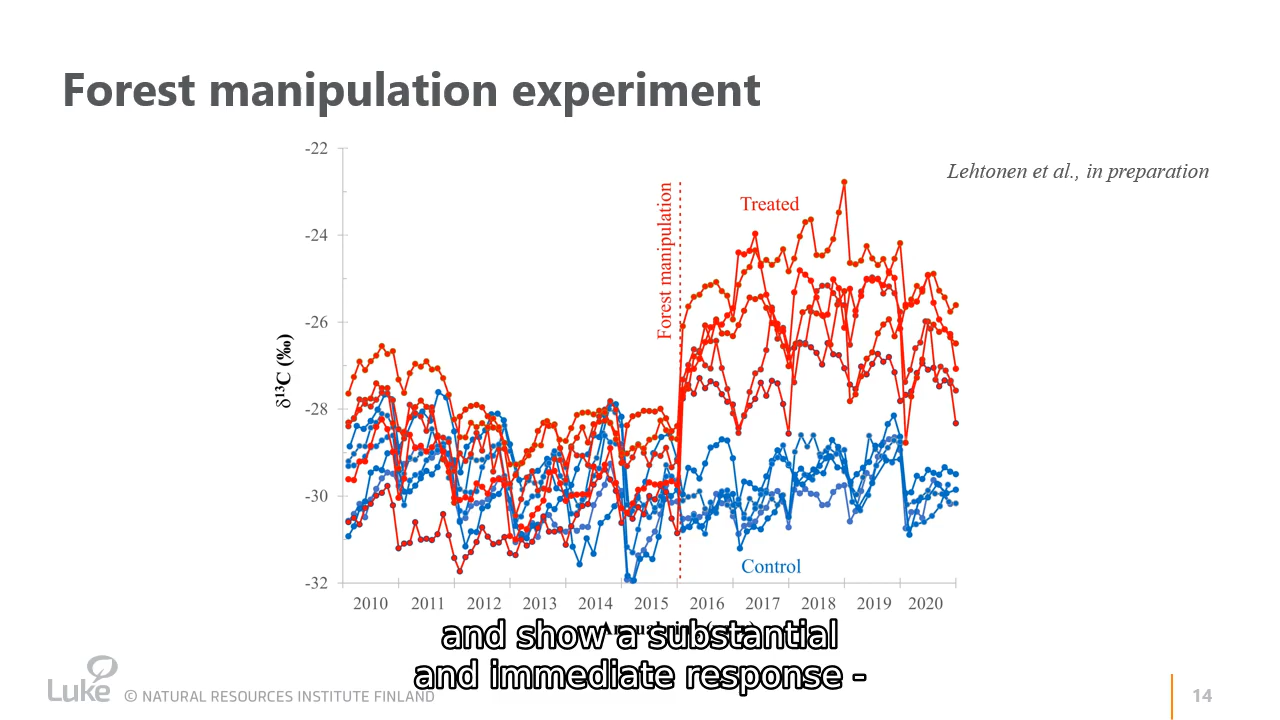 Forest manipulation experiment
Lehtonen et al., in preparation
-22
-24
-26
-28
-30
-32
δ13C (‰)
Forest manipulation
Treated
Control
2010 2011 2012 2013 2014 2015 2016 2017 2018 2019 2020
and show a substantial
and immediate response -
Luke
© NATURAL RESOURCES INSTITUTE FINLAND
14